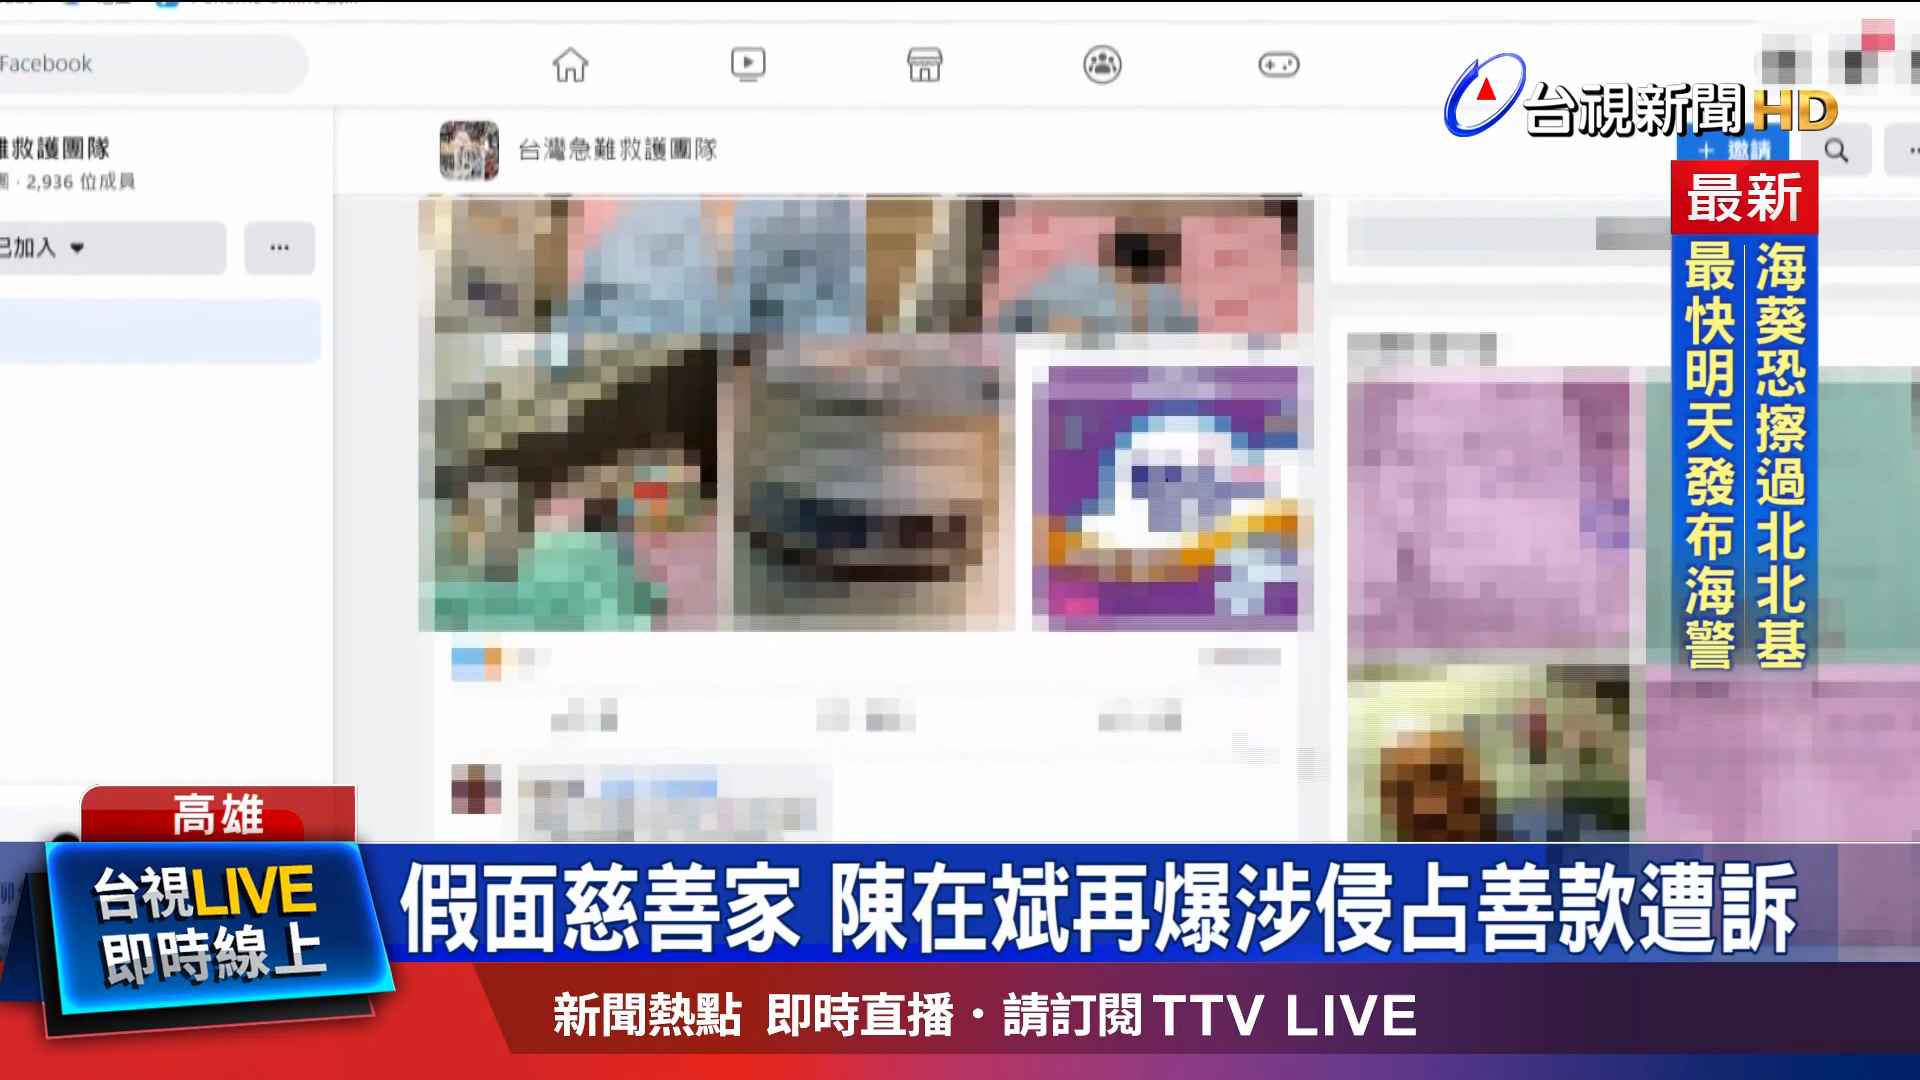 Facebook
台視新聞HD
難救護團隊
2,936 位成員
台灣急難救護團隊
+ 邀請
已加入
最新
海葵恐擦過北北基
最快明天發布海警
高雄
台視LIVE
即時線上
假面慈善家 陳在斌再爆涉侵占善款遭訴
新聞熱點 即時直播・請訂閱TTV LIVE